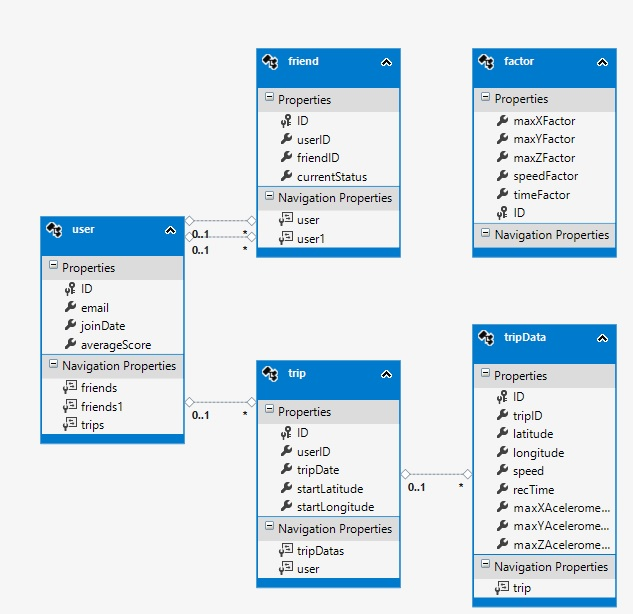 friend
Properties
ID
userID
friendID
currentStatus
Navigation Properties
user
user1
factor
Properties
maxXFactor
maxYFactor
maxZFactor
speedFactor
timeFactor
ID
Navigation Properties
user
Properties
ID
email
joinDate
averageScore
Navigation Properties
friends
friends1
trips
0..1 *
0..1 *
0..1 *
trip
Properties
ID
userID
tripDate
startLatitude
startLongitude
Navigation Properties
tripDatas
user
0..1 *
tripData
Properties
ID
tripID
latitude
longitude
speed
recTime
maxXAcelerome...
maxYAcelerome...
maxZAcelerome...
Navigation Properties
trip